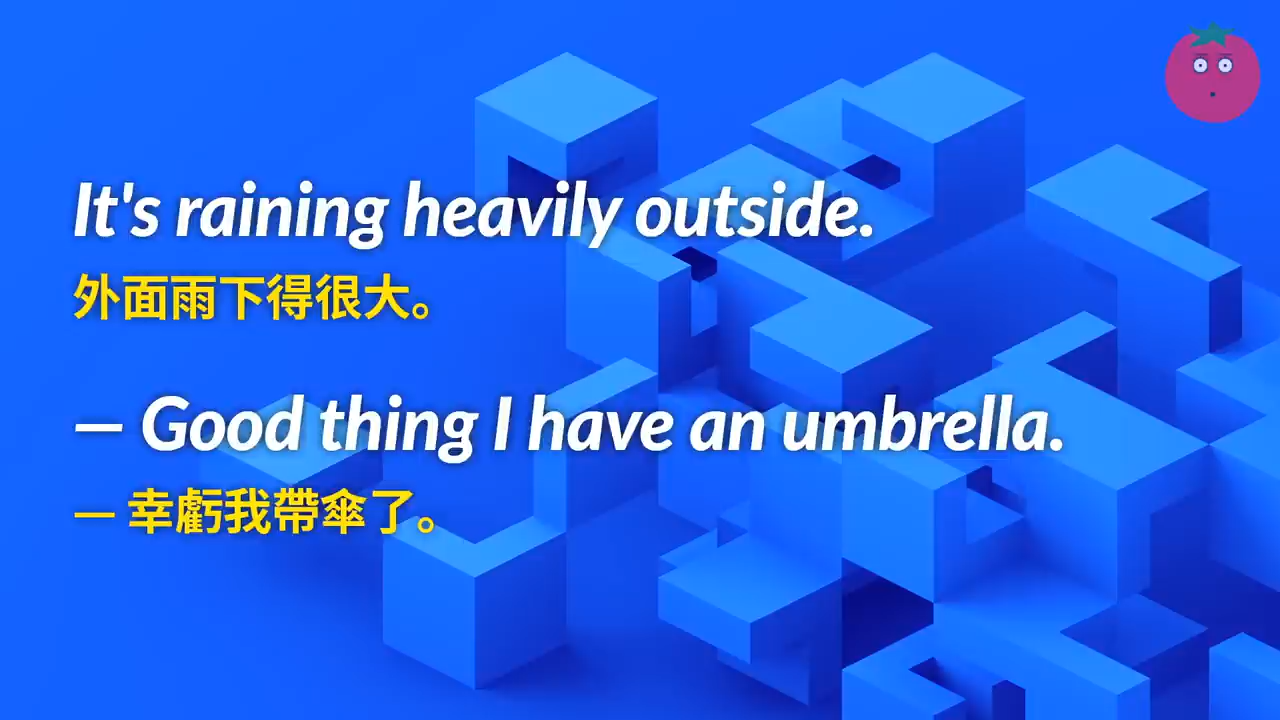 It's raining heavily outside.
外面雨下得很大。
— Good thing I have an umbrella.
— 幸虧我帶傘了。